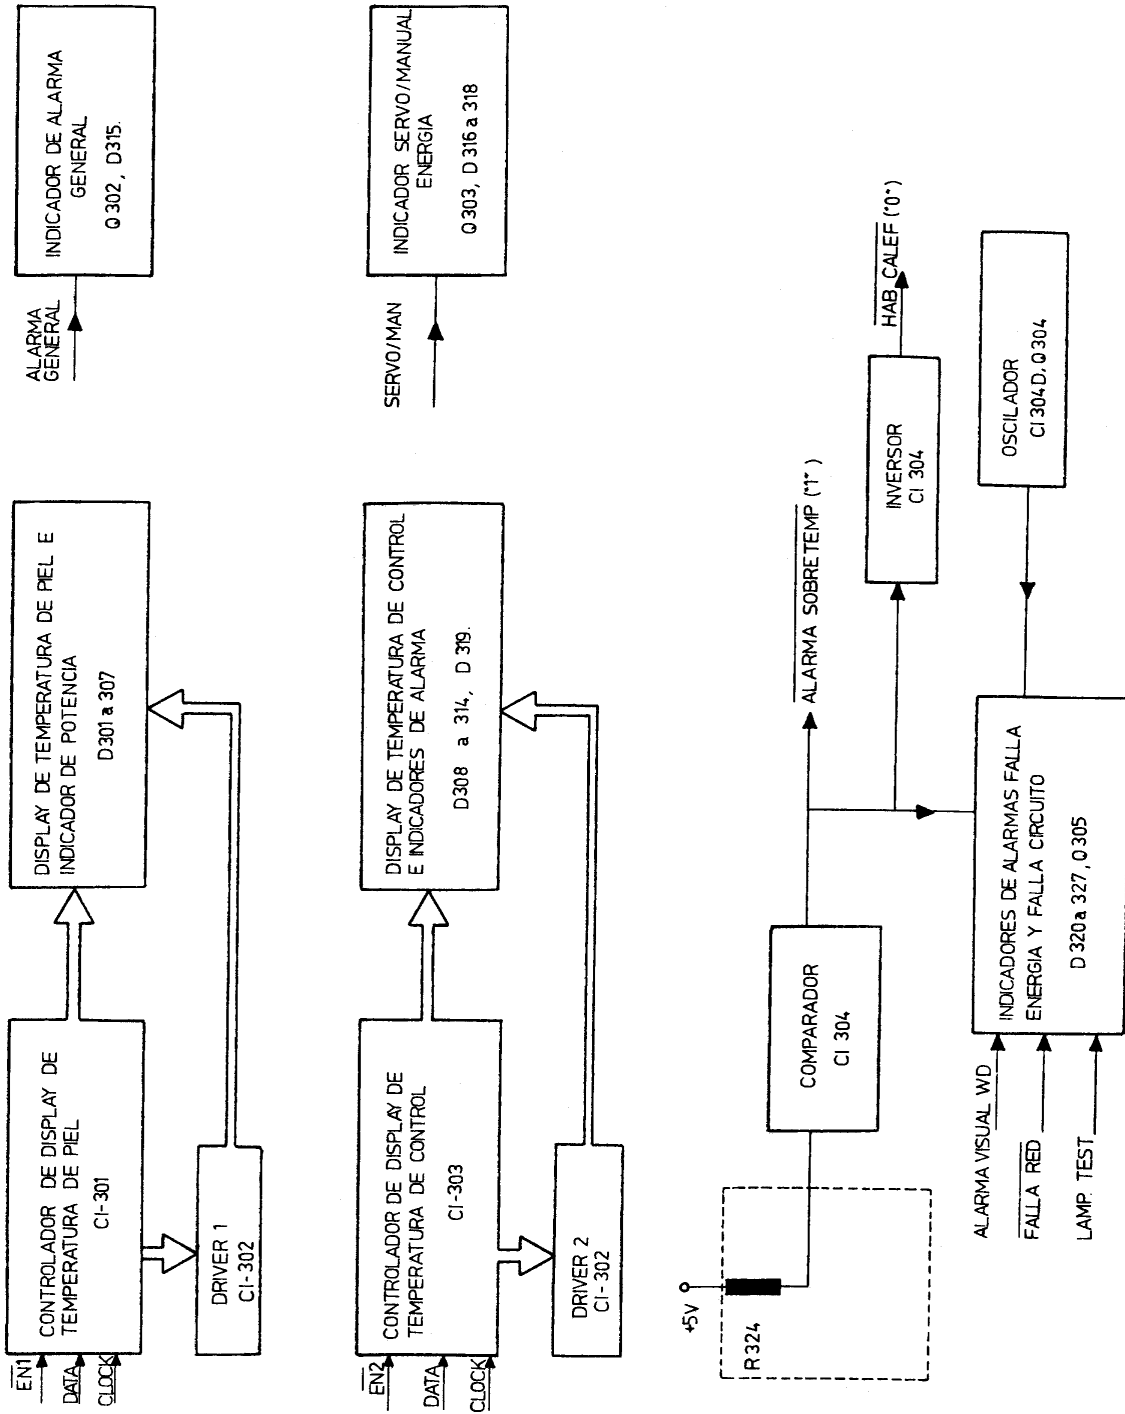 EN1
DATA
CLOCK
CONTROLADOR DE DISPLAY DE
TEMPERATURA DE PIEL
CI-301
DRIVER 1
CI-302
DISPLAY DE TEMPERATURA DE PIEL E
INDICADOR DE POTENCIA
D301 a 307
ALARMA
GENERAL
INDICADOR DE ALARMA
GENERAL
Q302, D315.
EN2
DATA
CLOCK
CONTROLADOR DE DISPLAY DE
TEMPERATURA DE CONTROL
CI-303
DRIVER 2
CI-302
DISPLAY DE TEMPERATURA DE CONTROL
E INDICADORES DE ALARMA
D308 a 314, D319.
SERVO/MAN
INDICADOR SERVO/MANUAL
ENERGIA
Q303, D316 a 318
+5V
R324
COMPARADOR
CI 304
ALARMA SOBRETEMP ("1")
INVERSOR
CI 304
HAB CALEF ("0")
ALARMA VISUAL WD
FALLA RED
LAMP. TEST
INDICADORES DE ALARMAS FALLA
ENERGIA Y FALLA CIRCUITO
D320 a 327, Q305
OSCILADOR
CI 304D, Q304